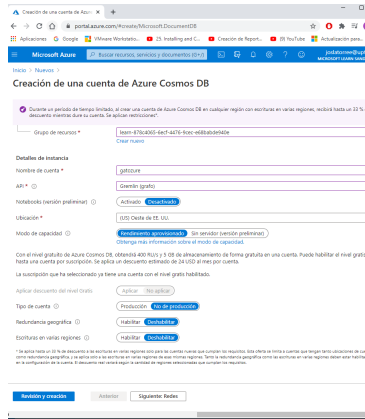 Creación de una cuenta de Azu
portal.azure.com/#create/Microsoft.DocumentDB
Aplicaciones
Google
VMware Workstatio...
25. Installing and C...
Creación de Report...
(9) YouTube
Actualización para...
Microsoft Azure
Buscar recursos, servicios y documentos (G+/)
MICROSOFT LEARN
Inicio > Nuevos >
Creación de una cuenta de Azure Cosmos DB
Durante un período de tiempo limitado, al crear una cuenta de Azure Cosmos DB en cualquier región con escrituras en varias regiones, recibirá hasta un 33 %
descuento mientras dure su cuenta. Se aplican restricciones*.
Grupo de recursos *
Crear nuevo
Detalles de instancia
Nombre de cuenta *
gatozure
API *
Gremlin (grafo)
Notebooks (versión preliminar)
Activado
Desactivado
Ubicación *
(US) Oeste de EE. UU.
Modo de capacidad
Rendimiento aprovisionado
Sin servidor (versión preliminar)
Obtenga más información sobre el modo de capacidad.
Con el nivel gratuito de Azure Cosmos DB, obtendrá 400 RU/s y 5 GB de almacenamiento de forma gratuita en una cuenta. Puede habilitar el nivel gratis
hasta una cuenta por suscripción. Se aplica un descuento estimado de 24 USD al mes por cuenta.
La suscripción que ha seleccionado ya tiene una cuenta con el nivel gratis habilitado.
Aplicar descuento del nivel Gratis
Aplicar
No aplicar
Tipo de cuenta
Producción
No de producción
Redundancia geográfica
Habilitar
Deshabilitar
Escrituras en varias regiones
Habilitar
Deshabilitar
Revisión y creación
Anterior
Siguiente: Redes